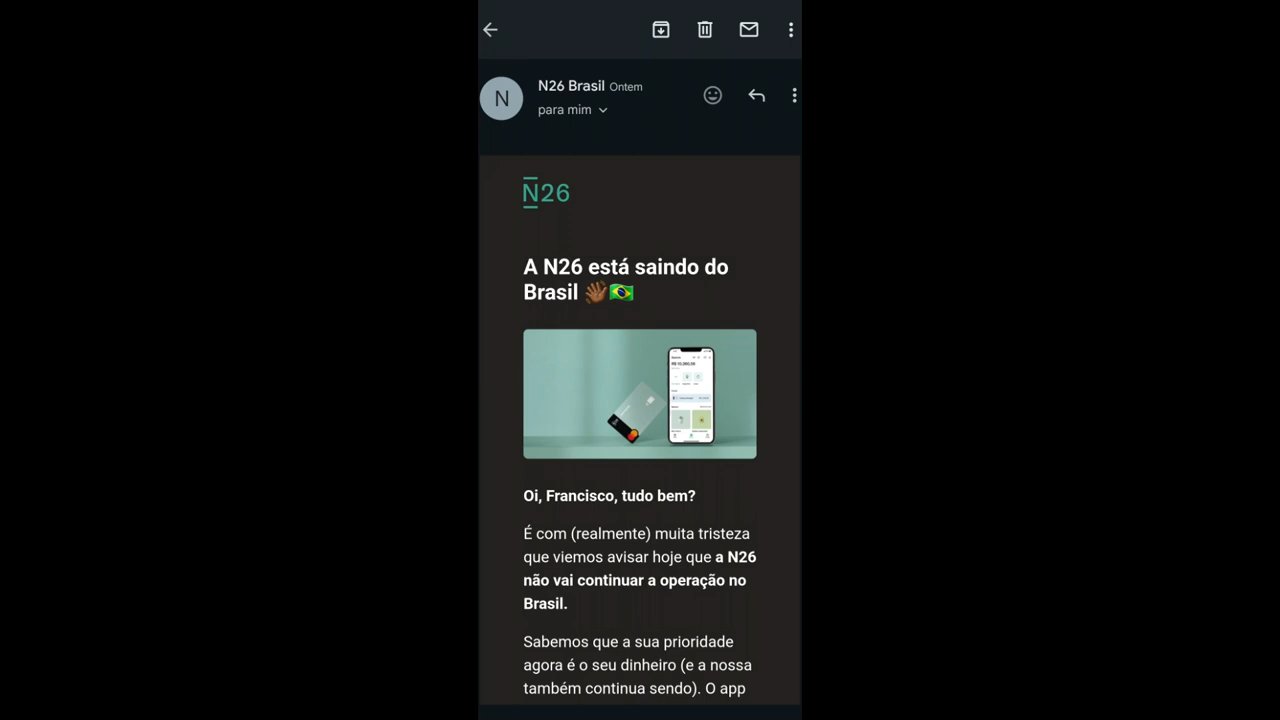 N26 Brasil Ontem
N
para mim
N26
A N26 está saindo do
Brasil 👋🏾🇧🇷
Oi, Francisco, tudo bem?
É com (realmente) muita tristeza
que viemos avisar hoje que a N26
não vai continuar a operação no
Brasil.
Sabemos que a sua prioridade
agora é o seu dinheiro (e a nossa
também continua sendo). O app